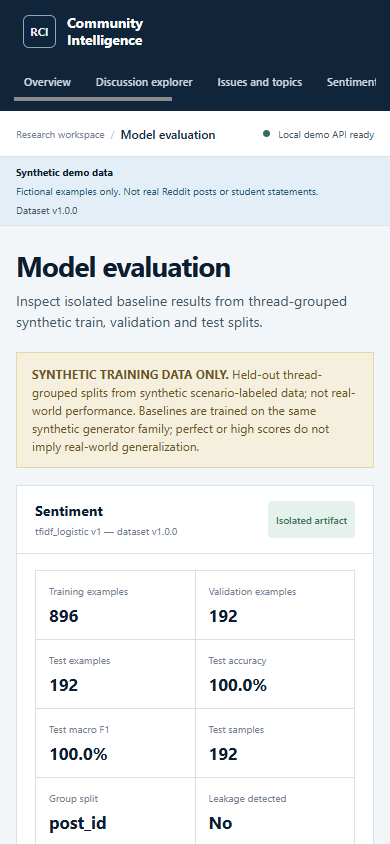 RCI
Community
Intelligence
Overview Discussion explorer Issues and topics Sentiment
Research workspace / Model evaluation
Local demo API ready
Synthetic demo data
Fictional examples only. Not real Reddit posts or student statements.
Dataset v1.0.0
Model evaluation
Inspect isolated baseline results from thread-grouped
synthetic train, validation and test splits.
SYNTHETIC TRAINING DATA ONLY. Held-out thread-
grouped splits from synthetic scenario-labeled data; not real-
world performance. Baselines are trained on the same
synthetic generator family; perfect or high scores do not
imply real-world generalization.
Sentiment
tfidf_logistic v1 — dataset v1.0.0
Isolated artifact
Training examples
896
Validation examples
192
Test examples
192
Test accuracy
100.0%
Test macro F1
100.0%
Test samples
192
Group split
post_id
Leakage detected
No